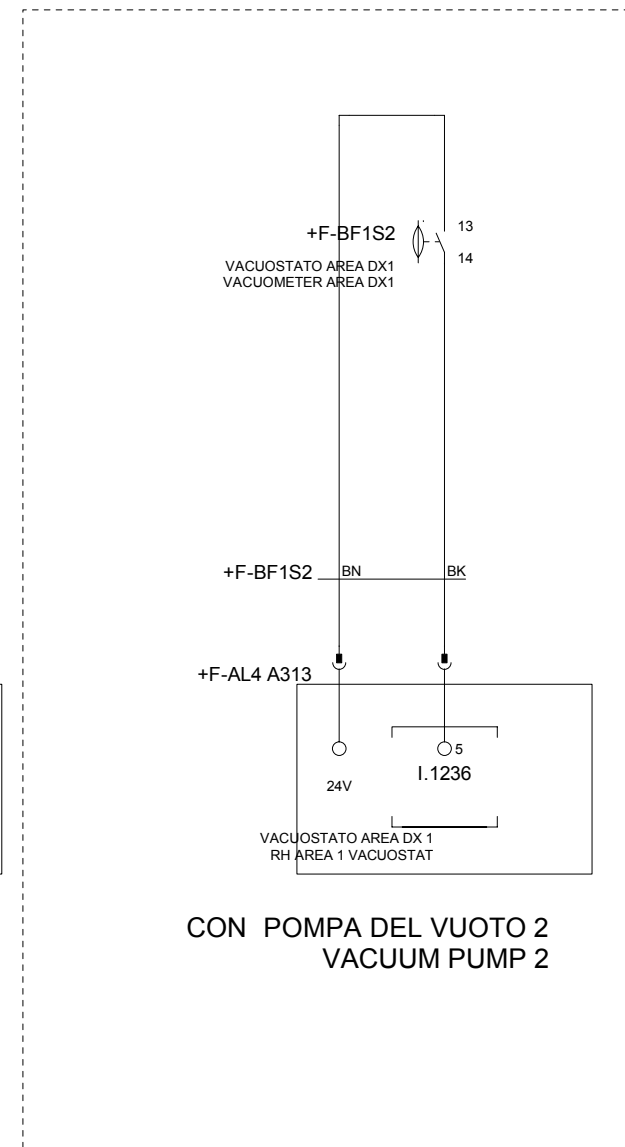 +F-BF1S2
13
14
VACUOSTATO AREA DX1
VACUOMETER AREA DX1
+F-BF1S2
BN
BK
+F-AL4 A313
5
I.1236
24V
VACUOSTATO AREA DX 1
RH AREA 1 VACUOSTAT
CON POMPA DEL VUOTO 2
VACUUM PUMP 2